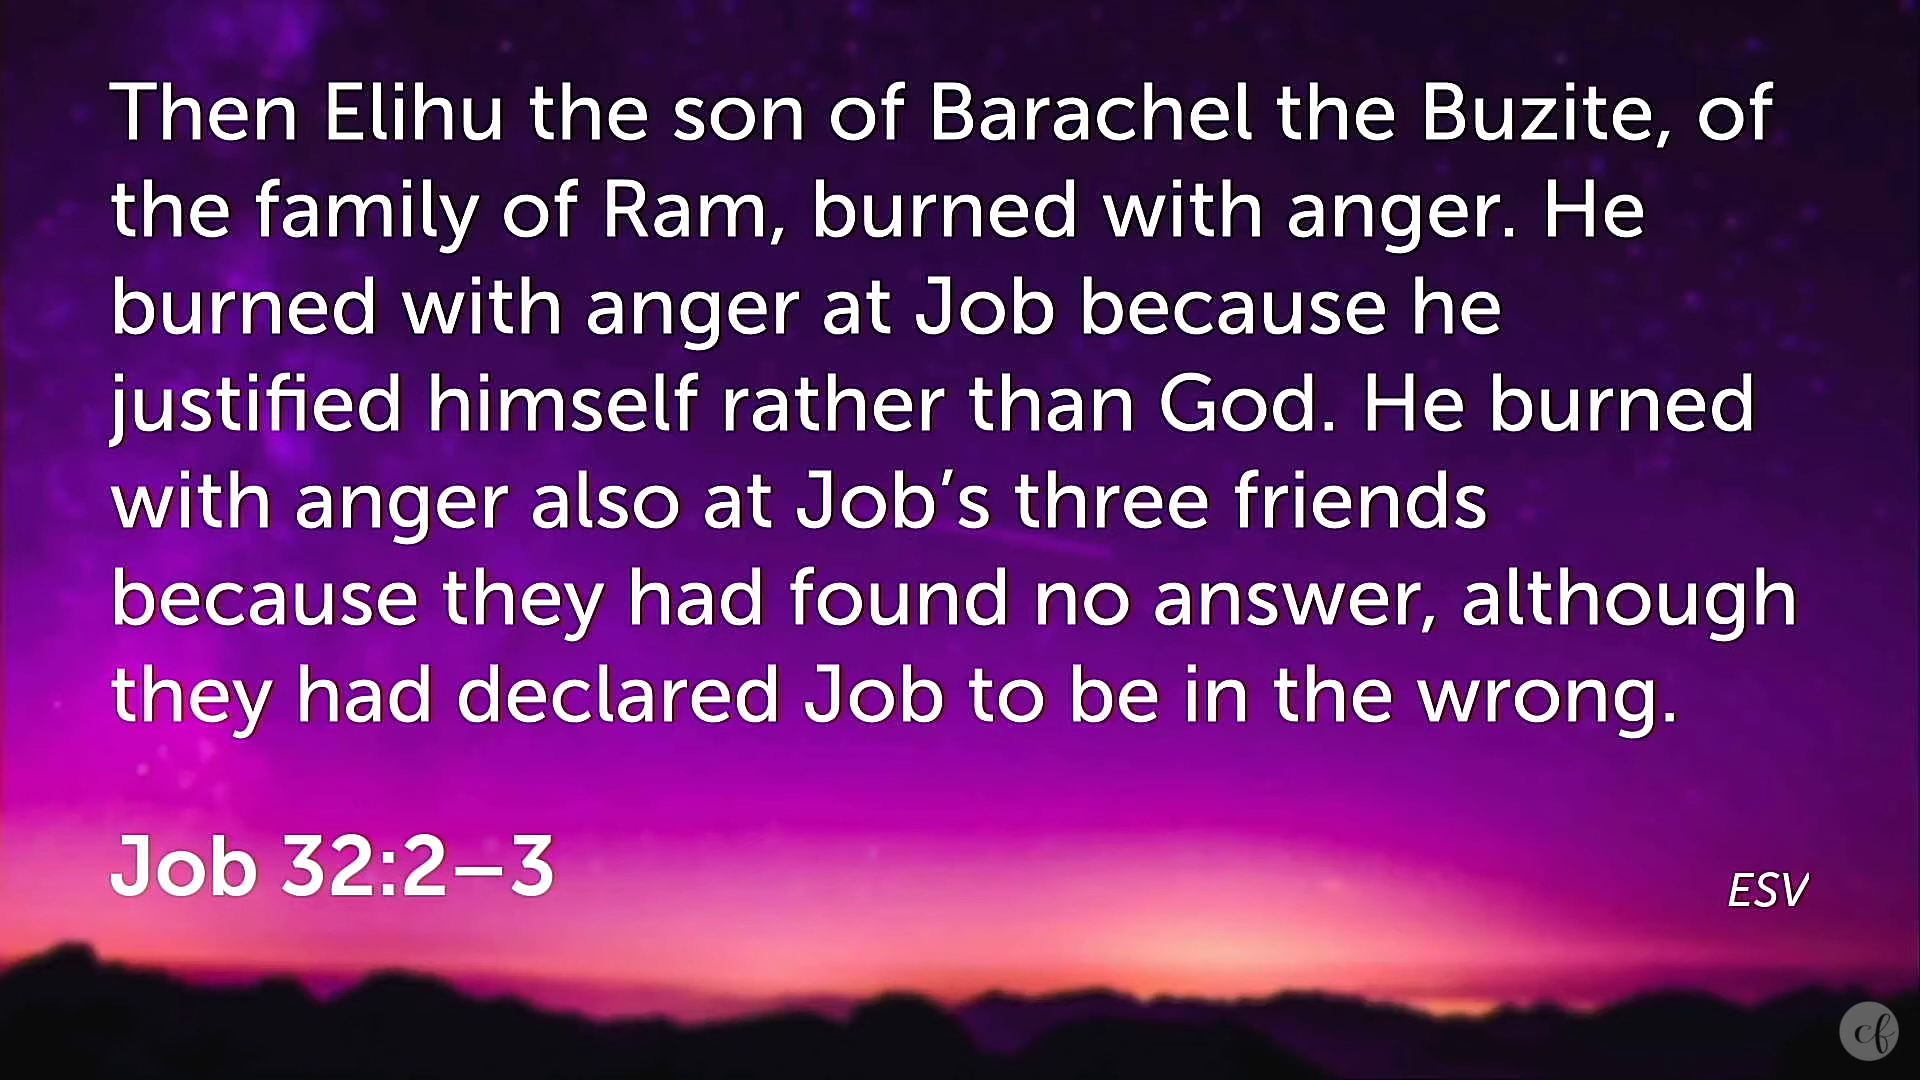 Then Elihu the son of Barachel the Buzite, of
the family of Ram, burned with anger. He
burned with anger at Job because he
justified himself rather than God. He burned
with anger also at Job’s three friends
because they had found no answer, although
they had declared Job to be in the wrong.
Job 32:2–3
ESV
cf